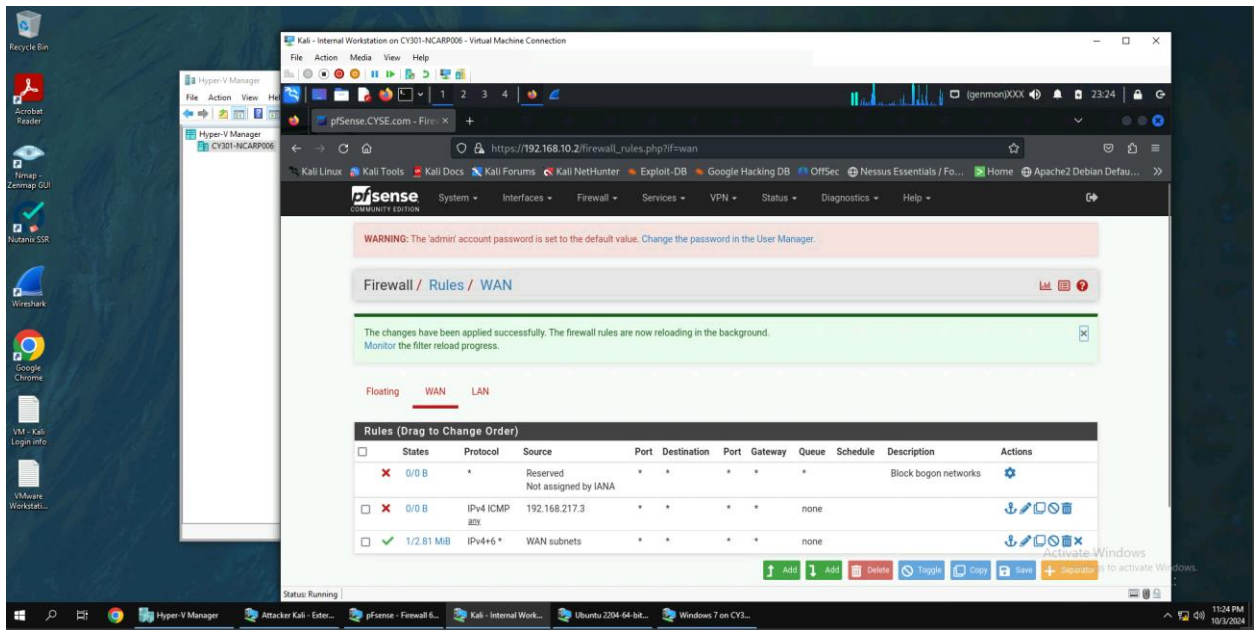 Recycle Bin
Acrobat
Reader
Nmap -
Zenmap GUI
Nutanix SSR
Wireshark
Google
Chrome
VM - Kali
Login info
VMware
Workstati...
Hyper-V Manager
File Action View Hel
Hyper-V Manager
CY301-NCARP006
Kali - Internal Workstation on CY301-NCARP006 - Virtual Machine Connection
File Action Media View Help
1 2 3 4
(genmon)XXX 23:24 G
pfSense.CYSE.com - Fire
https://192.168.10.2/firewall_rules.php?if=wan
Kali Linux Kali Tools Kali Docs Kali Forums Kali NetHunter Exploit-DB Google Hacking DB OffSec Nessus Essentials / Fo... Home Apache2 Debian Defau...
pfsense System Interfaces Firewall Services VPN Status Diagnostics Help
COMMUNITY EDITION
WARNING: The 'admin' account password is set to the default value. Change the password in the User Manager.
Firewall / Rules / WAN
The changes have been applied successfully. The firewall rules are now reloading in the background.
Monitor the filter reload progress.
Floating WAN LAN
Rules (Drag to Change Order)
States Protocol Source Port Destination Port Gateway Queue Schedule Description Actions
0/0 B * Reserved * * * * * Block bogon networks
Not assigned by IANA
0/0 B IPv4 ICMP 192.168.217.3 * * * * none
any
1/2.81 MiB IPv4+6 * WAN subnets * * * * none
Add Add Delete Toggle Copy Save Separator
Activate Windows
s to activate Windows.
Status: Running
Hyper-V Manager Attacker Kali - Exter... pFsense - Firewall 6... Kali - Internal Work... Ubuntu 2204-64-bit... Windows 7 on CY3...
11:24 PM
10/3/2024